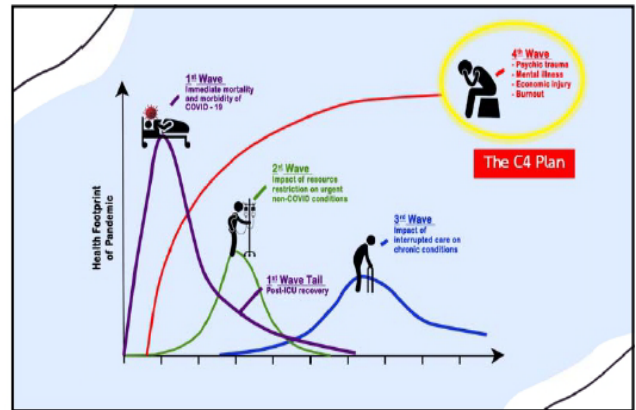 1st Wave
Immediate mortality
and morbidity of
COVID - 19
4th Wave
- Psychic trauma
- Mental illness
- Economic injury
- Burnout
The C4 Plan
2nd Wave
Impact of resource
restriction on urgent
non-COVID conditions
3rd Wave
Impact of
interrupted care on
chronic conditions
1st Wave Tail
Post-ICU recovery
Health Footprint
of Pandemic